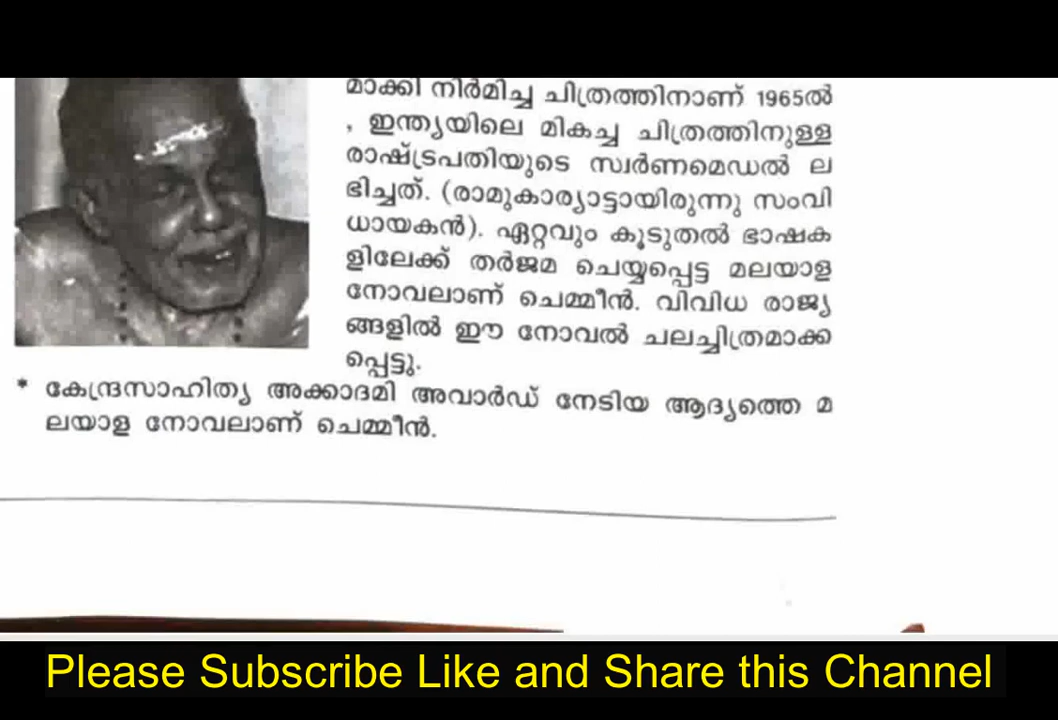 മാക്കി നിർമിച്ച ചിത്രത്തിനാണ് 1965ൽ
, ഇന്ത്യയിലെ മികച്ച ചിത്രത്തിനുള്ള
രാഷ്ട്രപതിയുടെ സ്വർണമെഡൽ ല
ഭിച്ചത്. (രാമുകാര്യാട്ടായിരുന്നു സംവി
ധായകൻ). ഏറ്റവും കൂടുതൽ ഭാഷക
ളിലേക്ക് തർജമ ചെയ്യപ്പെട്ട മലയാള
നോവലാണ് ചെമ്മീൻ. വിവിധ രാജ്യ
ങ്ങളിൽ ഈ നോവൽ ചലച്ചിത്രമാക്ക
പ്പെട്ടു.
* കേന്ദ്രസാഹിത്യ അക്കാദമി അവാർഡ് നേടിയ ആദ്യത്തെ മ
ലയാള നോവലാണ് ചെമ്മീൻ.
Please Subscribe Like and Share this Channel